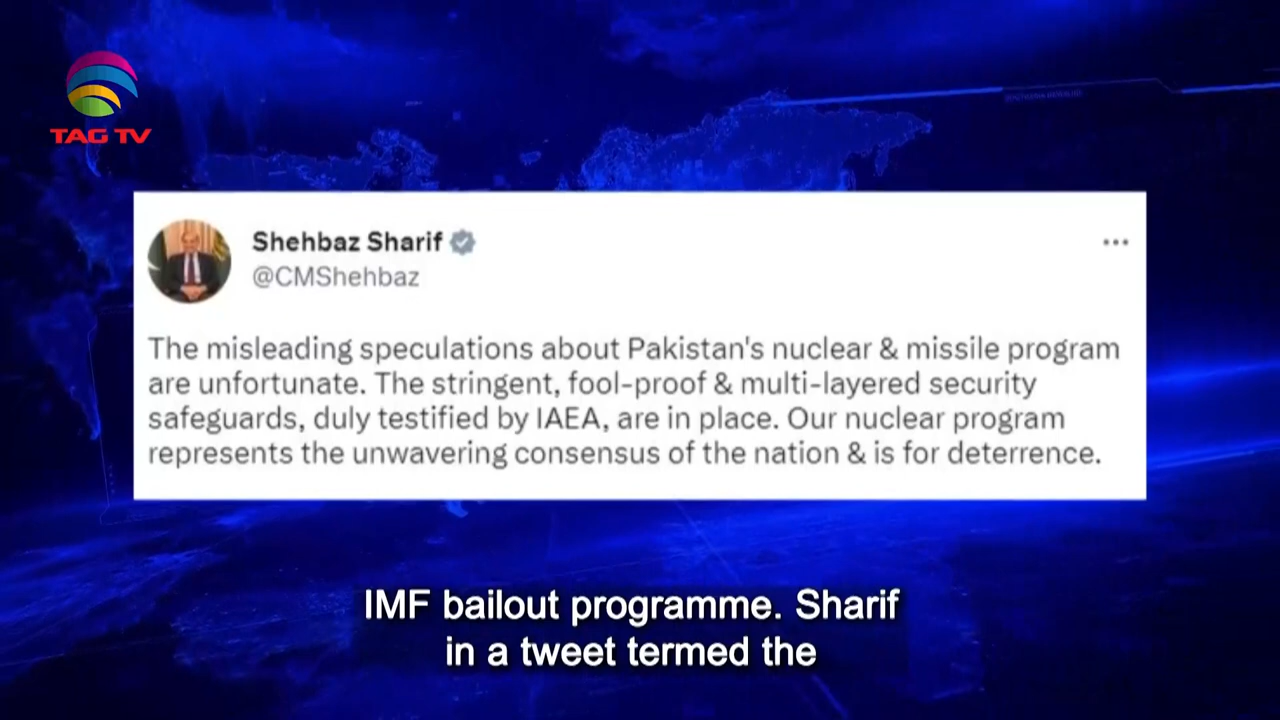 TAG TV
Shehbaz Sharif
@CMShehbaz
The misleading speculations about Pakistan's nuclear & missile program
are unfortunate. The stringent, fool-proof & multi-layered security
safeguards, duly testified by IAEA, are in place. Our nuclear program
represents the unwavering consensus of the nation & is for deterrence.
IMF bailout programme. Sharif
in a tweet termed the